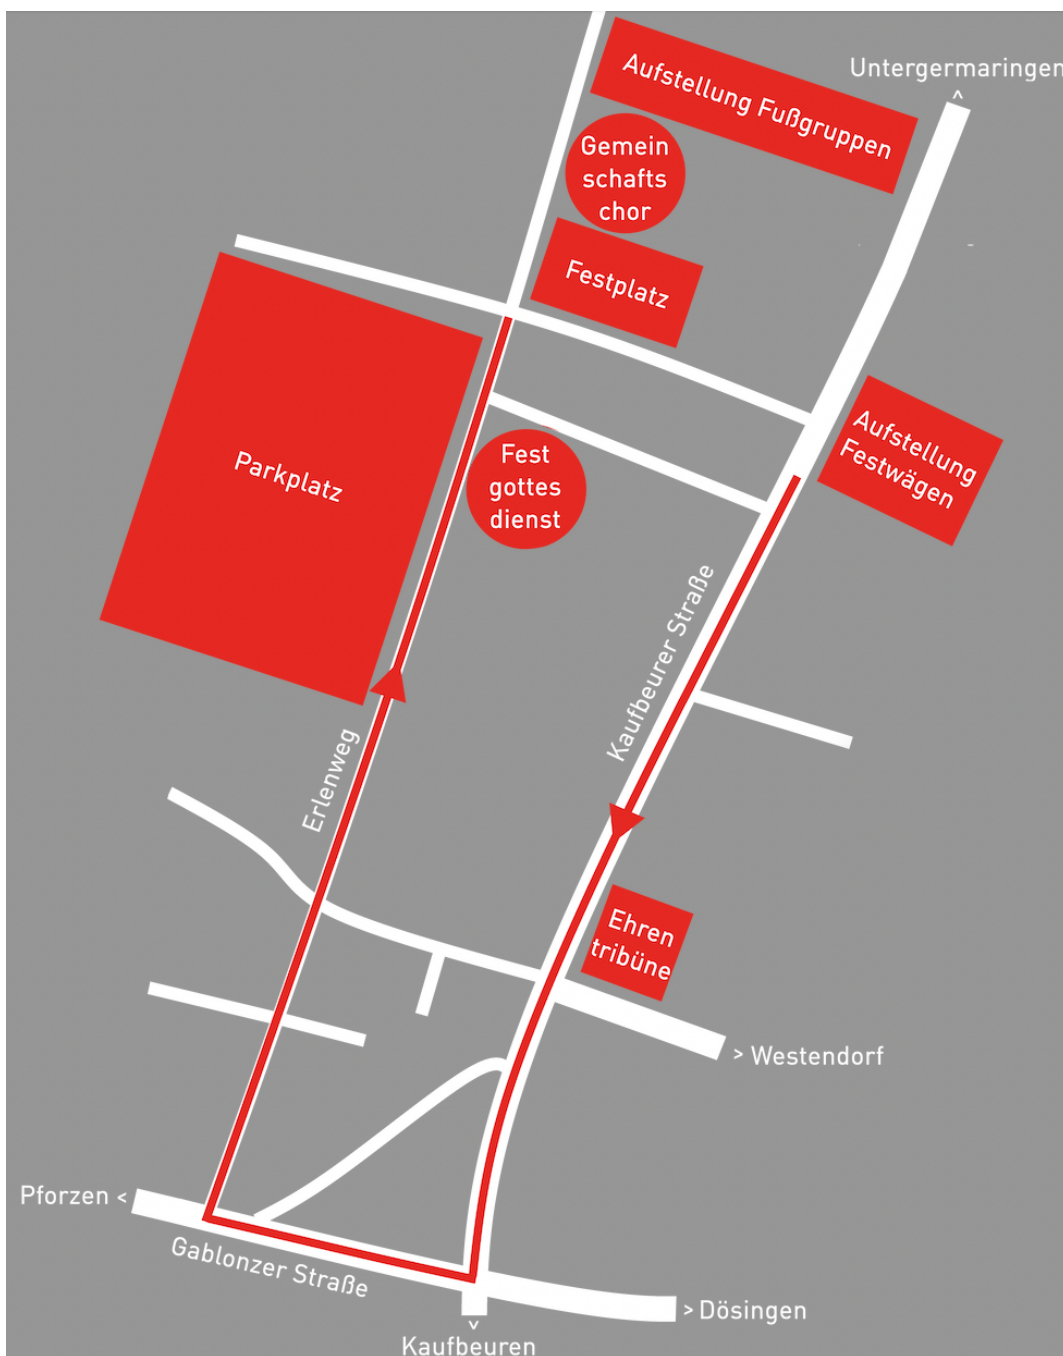 Untergermaringen
^
Aufstellung Fußgruppen
Gemein
schafts
chor
Festplatz
Parkplatz
Fest
gottes
dienst
Aufstellung
Festwägen
Kaufbeurer Straße
Erlenweg
Ehren
tribüne
> Westendorf
Pforzen <
Gablonzer Straße
> Dösingen
v
Kaufbeuren